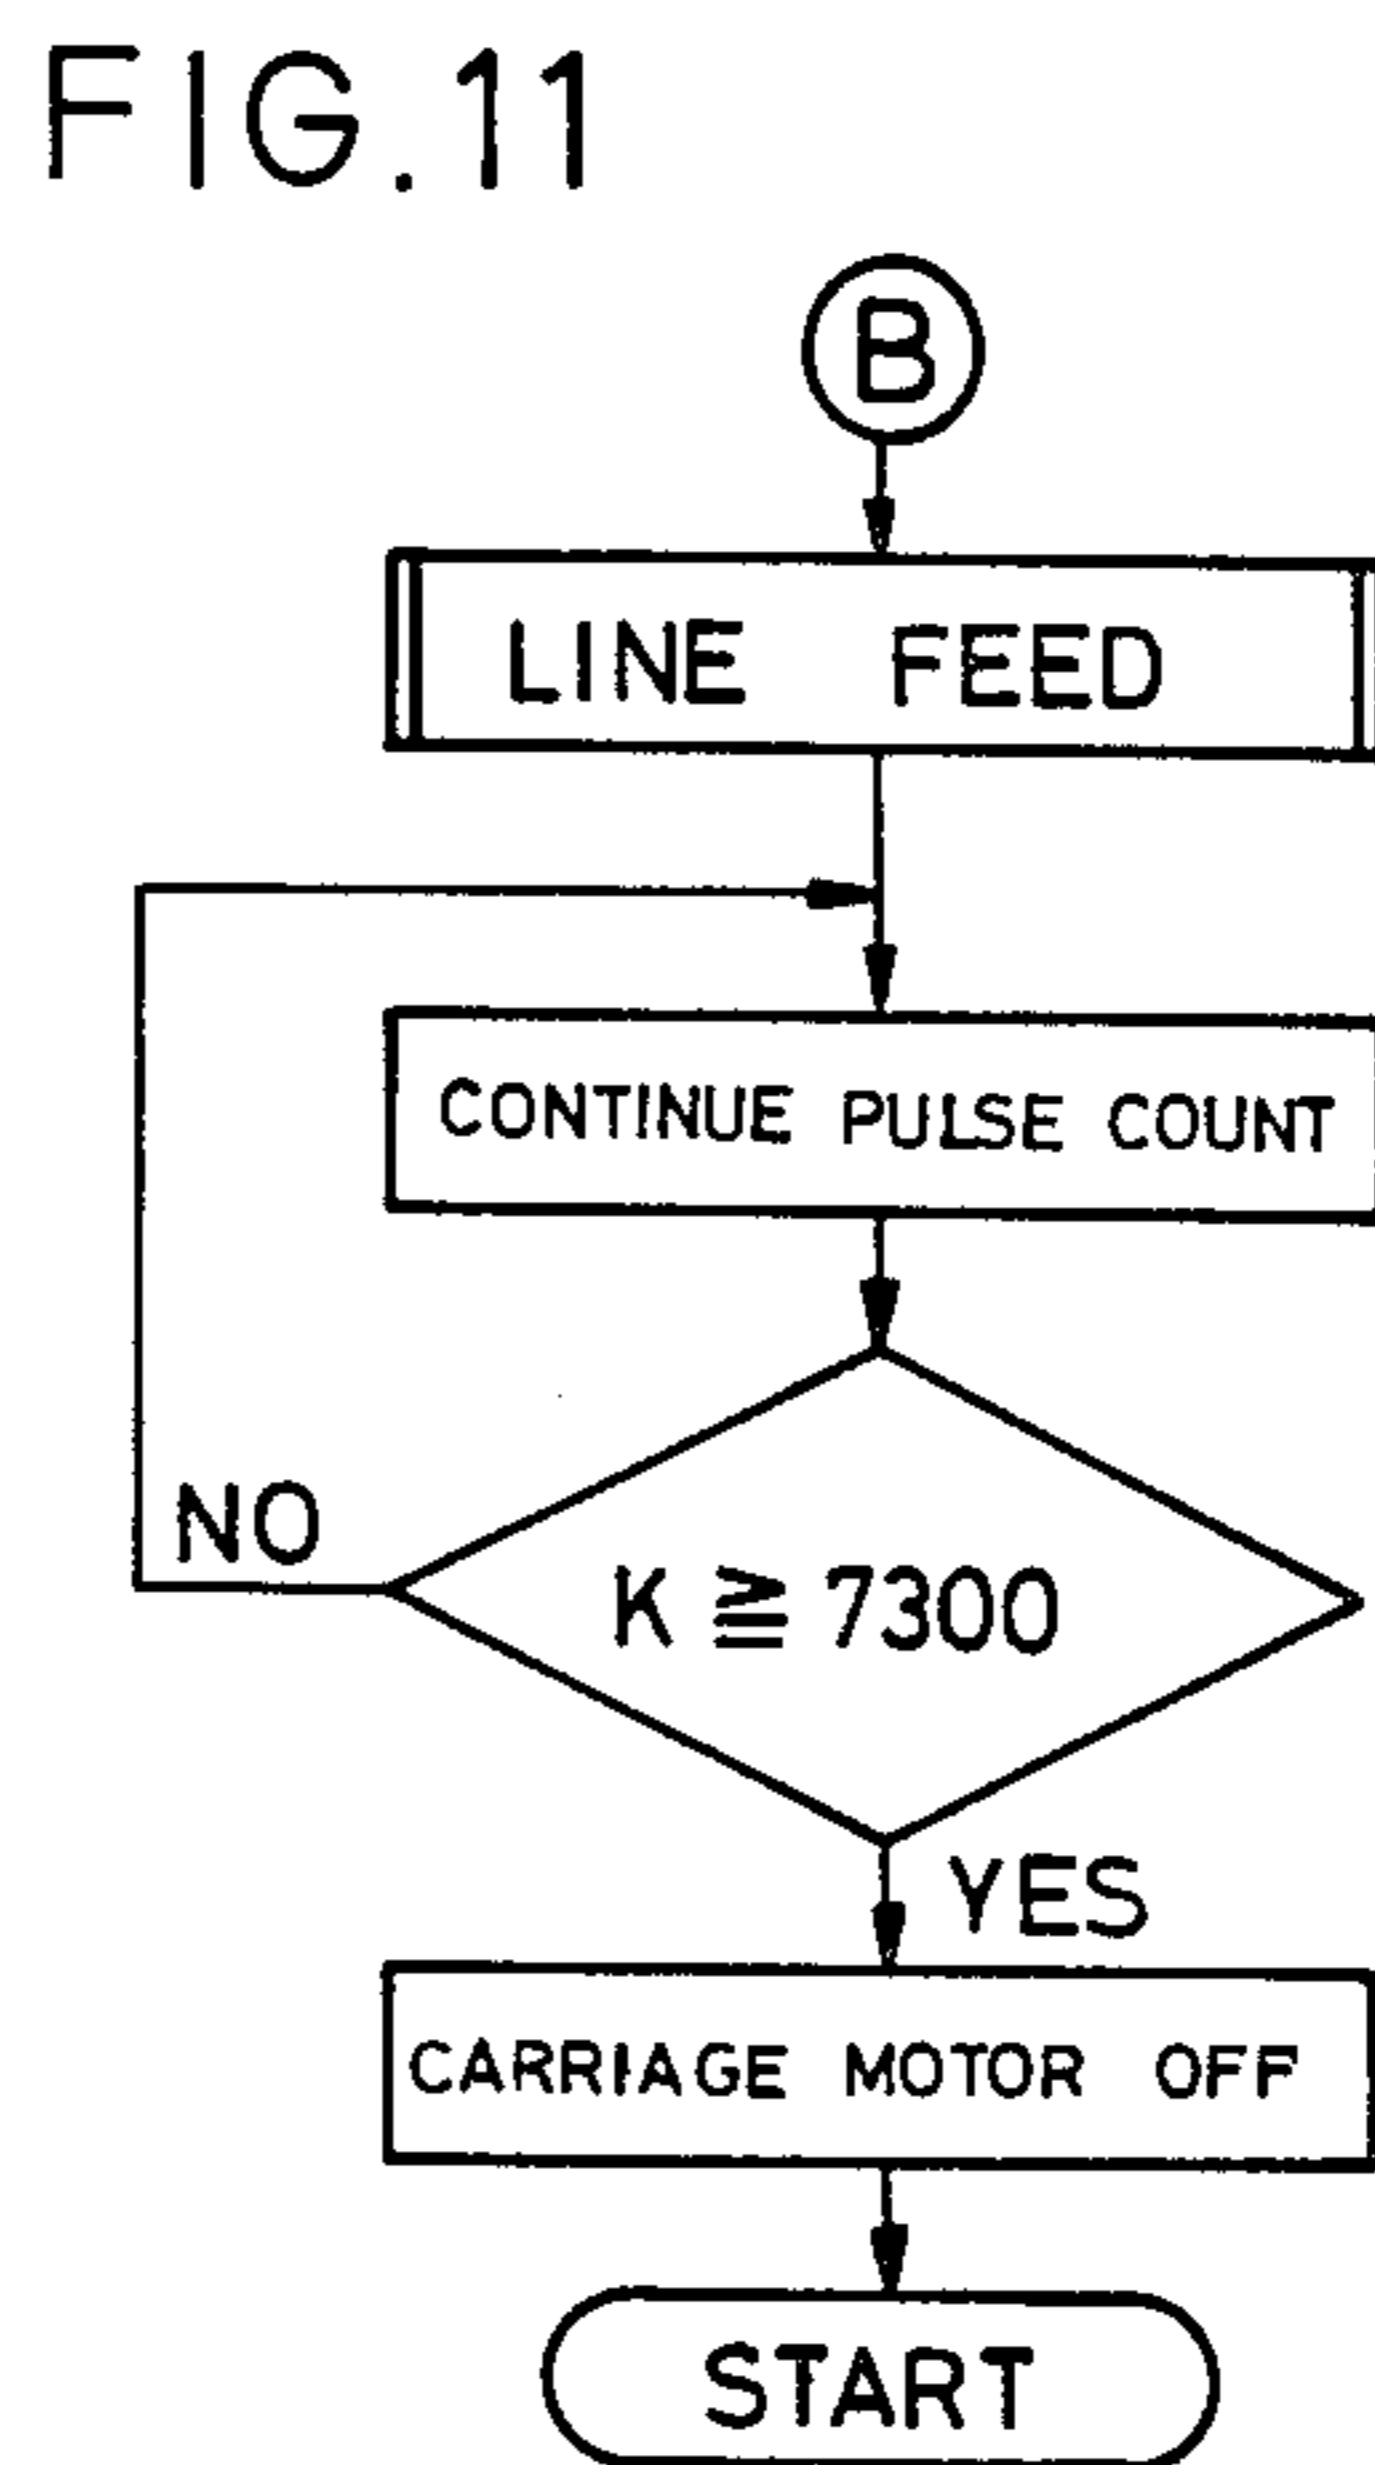 FIG.11
B
LINE FEED
CONTINUE PULSE COUNT
NO
K ≧ 7300
YES
CARRIAGE MOTOR OFF
START